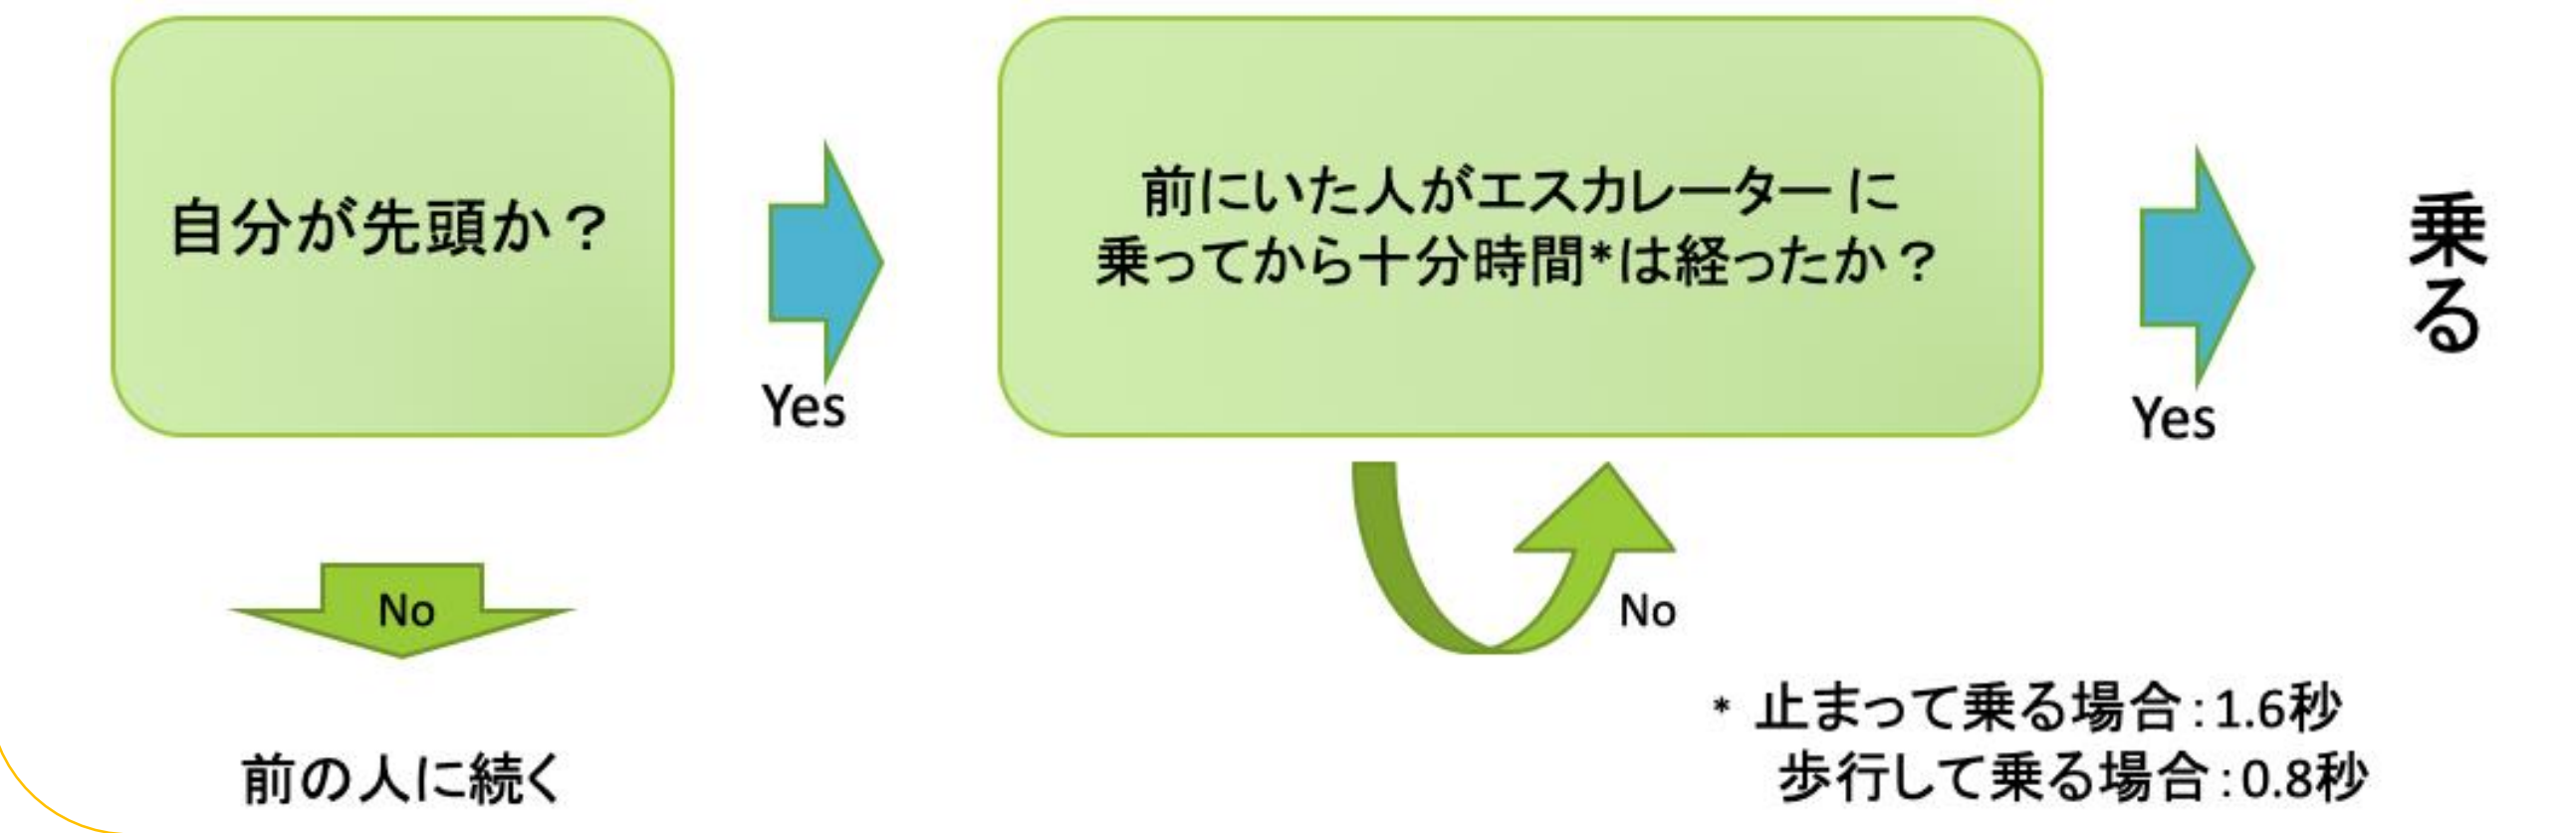 自分が先頭か？
Yes
前にいた人がエスカレーターに
乗ってから十分時間*は経ったか？
Yes
乗る
No
前の人に続く
No
* 止まって乗る場合：1.6秒
歩行して乗る場合：0.8秒